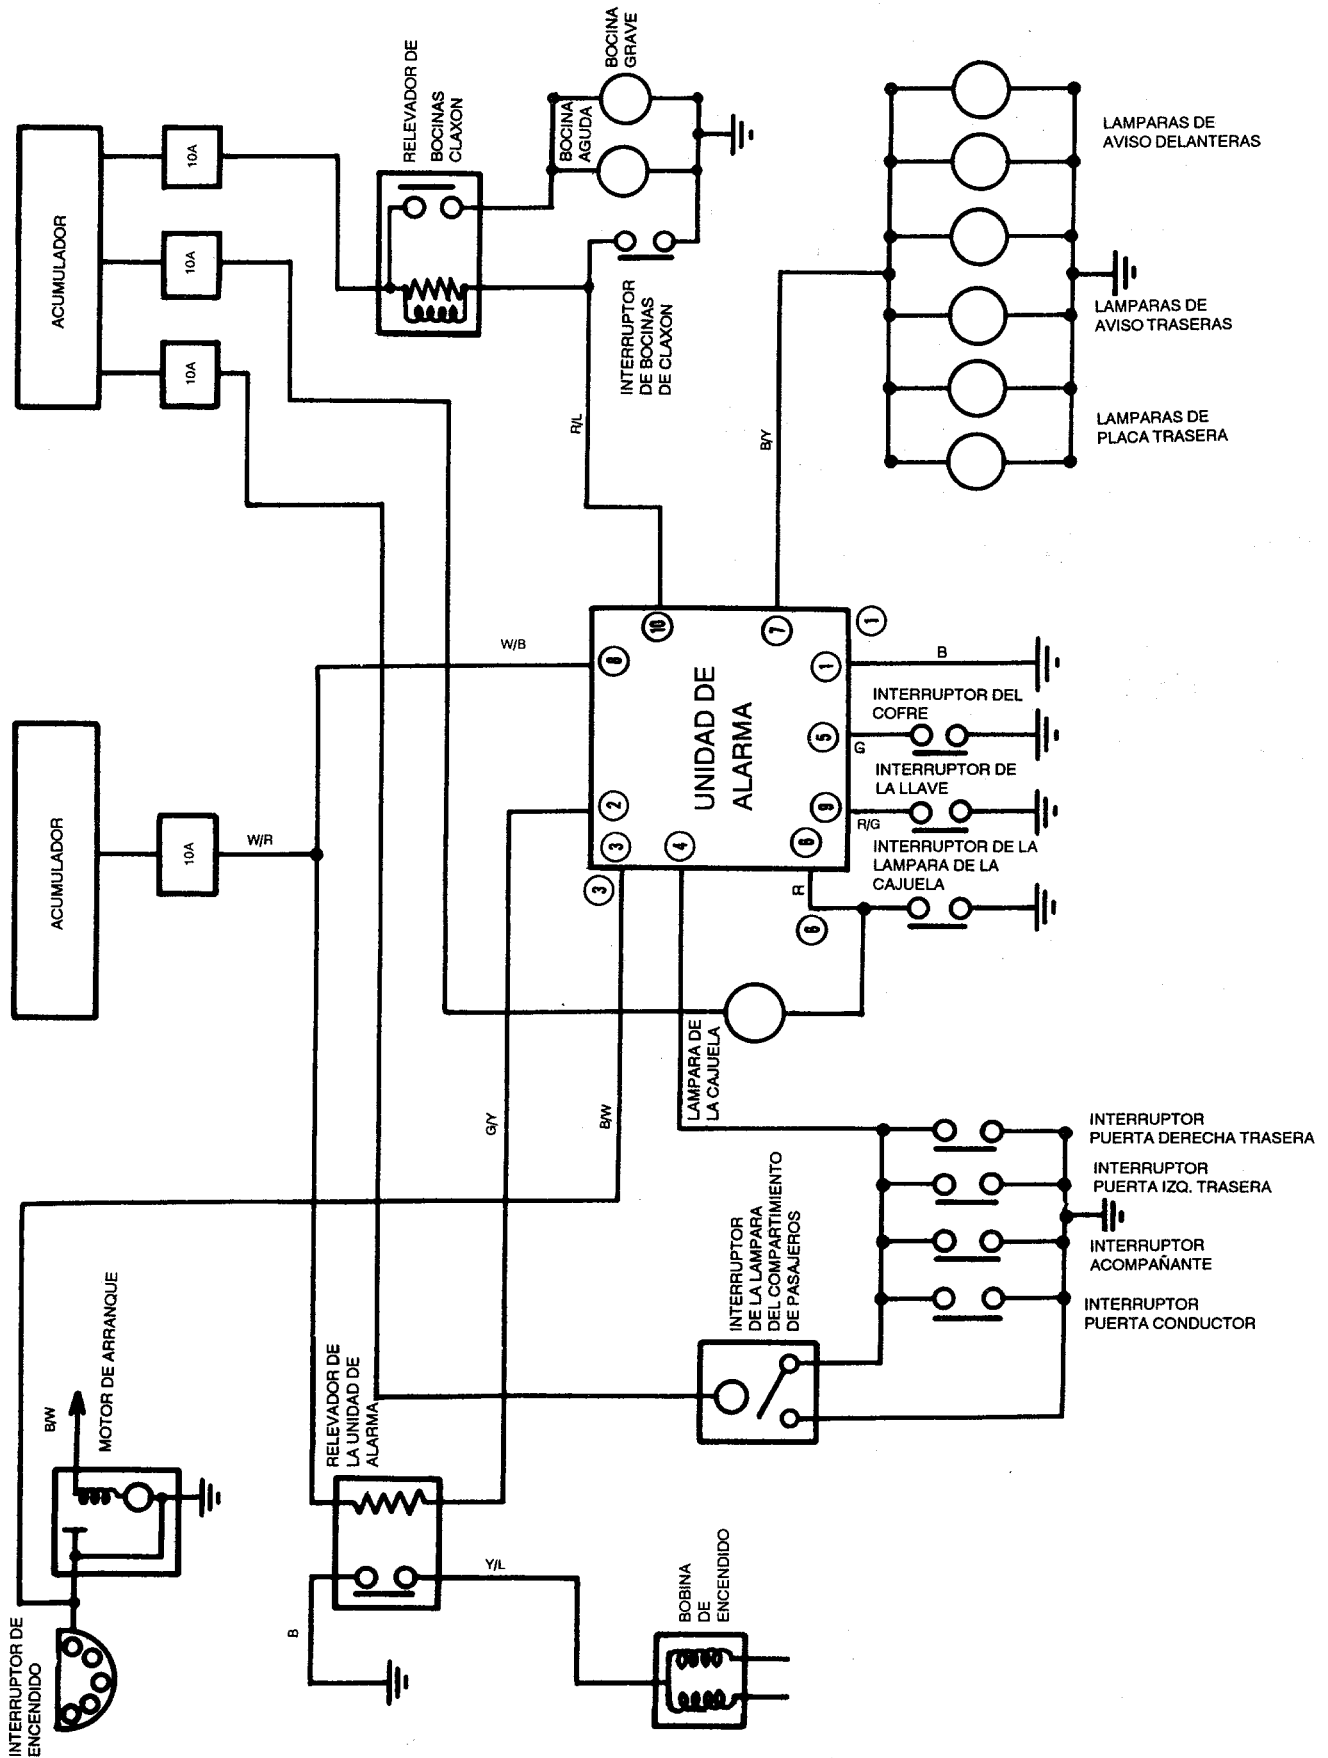 RELEVADOR DE
BOCINAS
CLAXON
BOCINA
GRAVE
BOCINA
AGUDA
ACUMULADOR
10A
10A
10A
LAMPARAS DE
AVISO DELANTERAS
LAMPARAS DE
AVISO TRASERAS
LAMPARAS DE
PLACA TRASERA
INTERRUPTOR
DE BOCINAS
DE CLAXON
R/L
B/Y
W/B
ACUMULADOR
10A
W/R
UNIDAD DE
ALARMA
8
10
7
1
1
2
3
3
4
5
9
6
6
B
INTERRUPTOR DEL
COFRE
G
INTERRUPTOR DE
LA LLAVE
R/G
INTERRUPTOR DE LA
LAMPARA DE LA
CAJUELA
R
LAMPARA DE
LA CAJUELA
G/Y
B/W
INTERRUPTOR
PUERTA DERECHA TRASERA
INTERRUPTOR
PUERTA IZQ. TRASERA
INTERRUPTOR
ACOMPAÑANTE
INTERRUPTOR
PUERTA CONDUCTOR
INTERRUPTOR
DE LA LAMPARA
DEL COMPARTIMIENTO
DE PASAJEROS
B/W
MOTOR DE ARRANQUE
RELEVADOR DE
LA UNIDAD DE
ALARMA
INTERRUPTOR DE
ENCENDIDO
B
Y/L
BOBINA
DE
ENCENDIDO